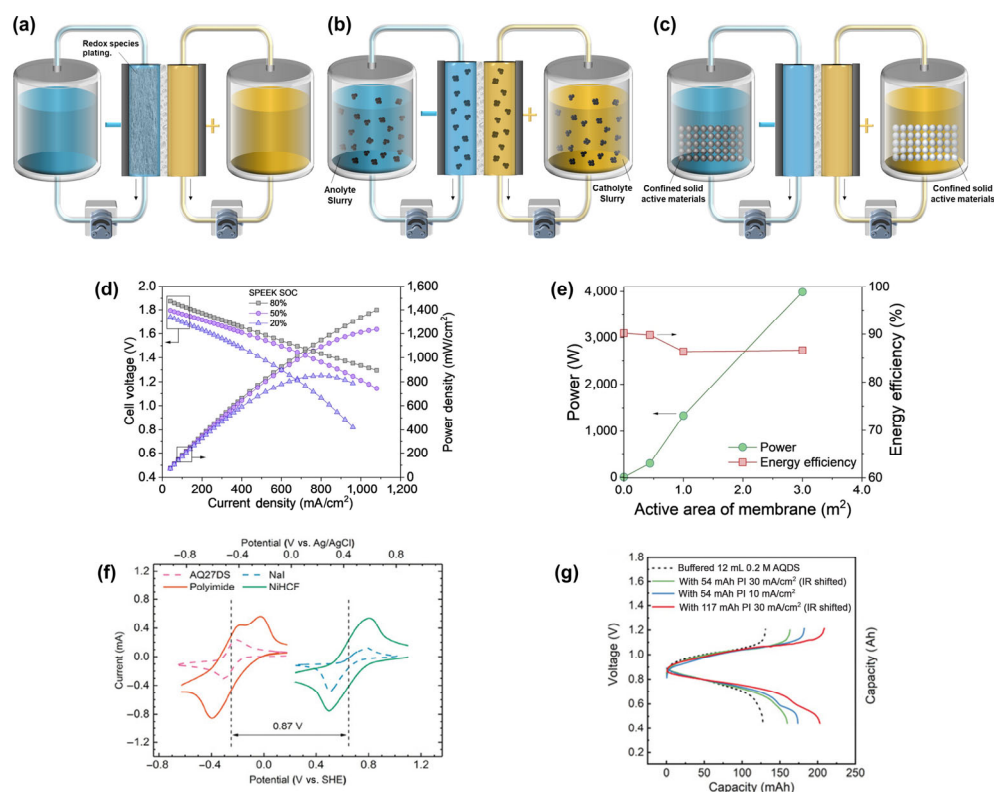 (a)
Redox species
plating.
(b)
Anolyte
Slurry
Catholyte
Slurry
(c)
Confined solid
active materials
Confined solid
active materials
(d)
SPEEK SOC
80%
50%
20%
2.0
1.8
1.6
1.4
1.2
1.0
0.8
0.6
0.4
Cell voltage (V)
1,600
1,400
1,200
1,000
800
600
400
200
0
Power density (mW/cm²)
0 200 400 600 800 1,000 1,200
Current density (mA/cm²)
(e)
4,000
3,000
2,000
1,000
0
Power (W)
100
90
80
70
60
Energy efficiency (%)
Power
Energy efficiency
0.0 1.0 2.0 3.0 4.0
Active area of membrane (m²)
(f)
Potential (V vs. Ag/AgCl)
−0.8 −0.4 0.0 0.4 0.8
AQ27DS NaI
Polyimide NiHCF
1.2
0.8
0.4
0.0
−0.4
−0.8
−1.2
Current (mA)
0.87 V
−0.8 −0.4 0.0 0.4 0.8 1.2
Potential (V vs. SHE)
(g)
Buffered 12 mL 0.2 M AQDS
With 54 mAh PI 30 mA/cm² (IR shifted)
With 54 mAh PI 10 mA/cm²
With 117 mAh PI 30 mA/cm² (IR shifted)
1.8
1.6
1.4
1.2
1.0
0.8
0.6
0.4
0.2
Voltage (V)
Capacity (Ah)
0 50 100 150 200 250
Capacity (mAh)